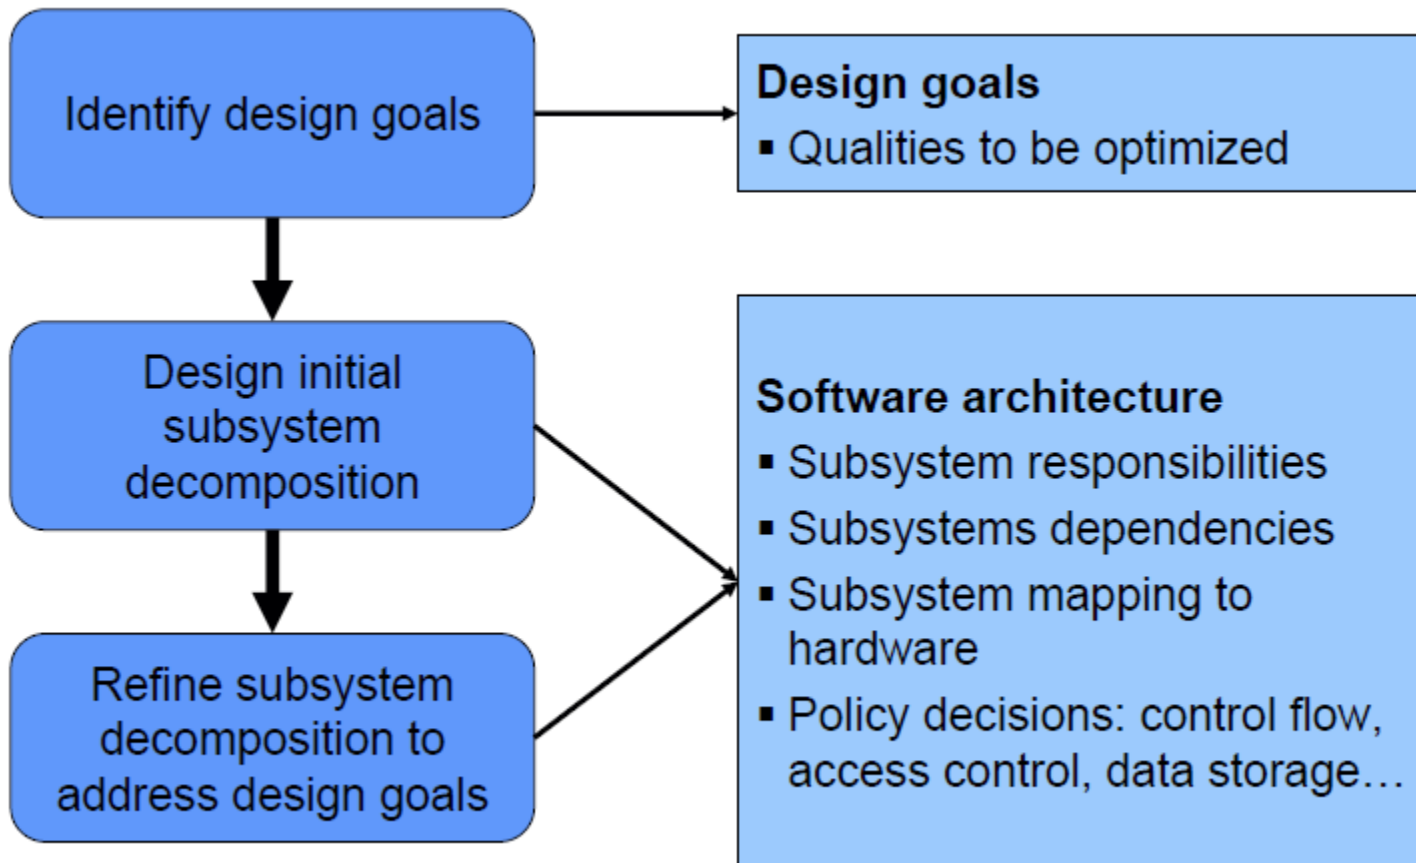 Identify design goals
Design goals
▪ Qualities to be optimized
Design initial
subsystem
decomposition
Refine subsystem
decomposition to
address design goals
Software architecture
▪ Subsystem responsibilities
▪ Subsystems dependencies
▪ Subsystem mapping to
hardware
▪ Policy decisions: control flow,
access control, data storage…